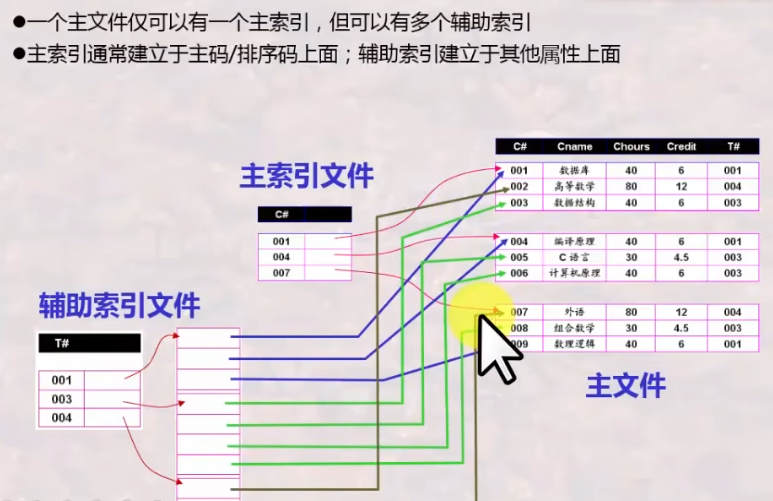 ●一个主文件仅可以有一个主索引，但可以有多个辅助索引
●主索引通常建立于主码/排序码上面；辅助索引建立于其他属性上面
C# Cname Chours Credit T#
001 数据库 40 6 001
002 高等数学 80 12 004
003 数据结构 40 6 003
004 编译原理 40 6 001
005 C 语言 30 4.5 003
006 计算机原理 40 6 003
007 外语 80 12 004
008 组合数学 30 4.5 003
009 数理逻辑 40 6 001
主文件
主索引文件
C#
001
004
007
辅助索引文件
T#
001
003
004